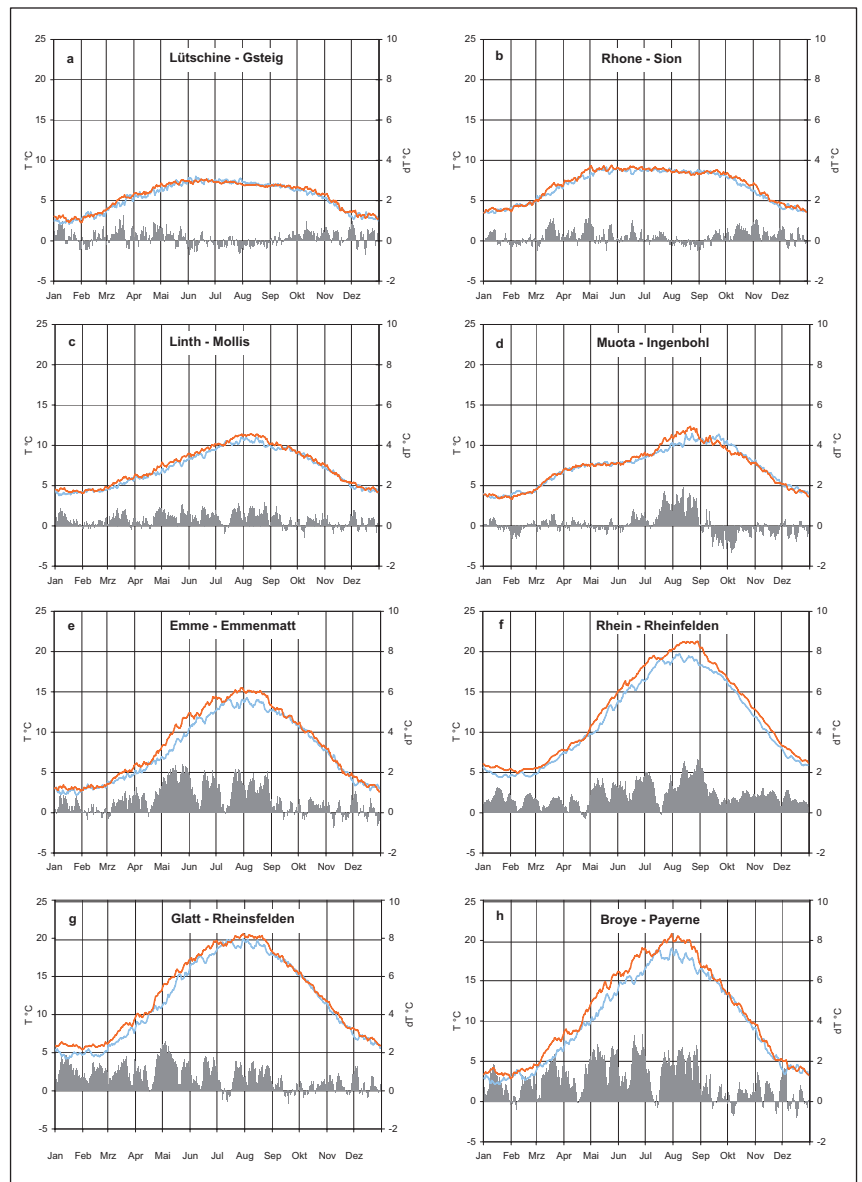 a Lütschine - Gsteig
25 20 15 10 5 0 -5
T °C
10 8 6 4 2 0 -2
dT °C
Jan Feb Mrz Apr Mai Jun Jul Aug Sep Okt Nov Dez
b Rhone - Sion
25 20 15 10 5 0 -5
T °C
10 8 6 4 2 0 -2
dT °C
Jan Feb Mrz Apr Mai Jun Jul Aug Sep Okt Nov Dez
c Linth - Mollis
25 20 15 10 5 0 -5
T °C
10 8 6 4 2 0 -2
dT °C
Jan Feb Mrz Apr Mai Jun Jul Aug Sep Okt Nov Dez
d Muota - Ingenbohl
25 20 15 10 5 0 -5
T °C
10 8 6 4 2 0 -2
dT °C
Jan Feb Mrz Apr Mai Jun Jul Aug Sep Okt Nov Dez
e Emme - Emmenmatt
25 20 15 10 5 0 -5
T °C
10 8 6 4 2 0 -2
dT °C
Jan Feb Mrz Apr Mai Jun Jul Aug Sep Okt Nov Dez
f Rhein - Rheinfelden
25 20 15 10 5 0 -5
T °C
10 8 6 4 2 0 -2
dT °C
Jan Feb Mrz Apr Mai Jun Jul Aug Sep Okt Nov Dez
g Glatt - Rheinsfelden
25 20 15 10 5 0 -5
T °C
10 8 6 4 2 0 -2
dT °C
Jan Feb Mrz Apr Mai Jun Jul Aug Sep Okt Nov Dez
h Broye - Payerne
25 20 15 10 5 0 -5
T °C
10 8 6 4 2 0 -2
dT °C
Jan Feb Mrz Apr Mai Jun Jul Aug Sep Okt Nov Dez